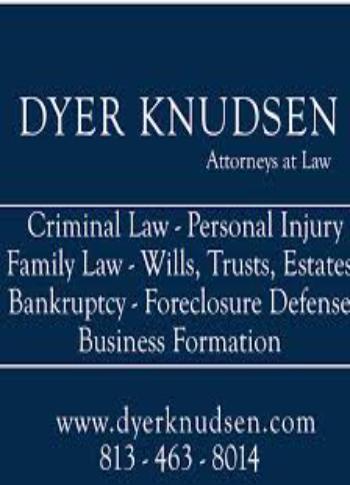 DYER KNUDSEN
Attorneys at Law
Criminal Law - Personal Injury
Family Law - Wills, Trusts, Estates
Bankruptcy - Foreclosure Defense
Business Formation
www.dyerknudsen.com
813 - 463 - 8014